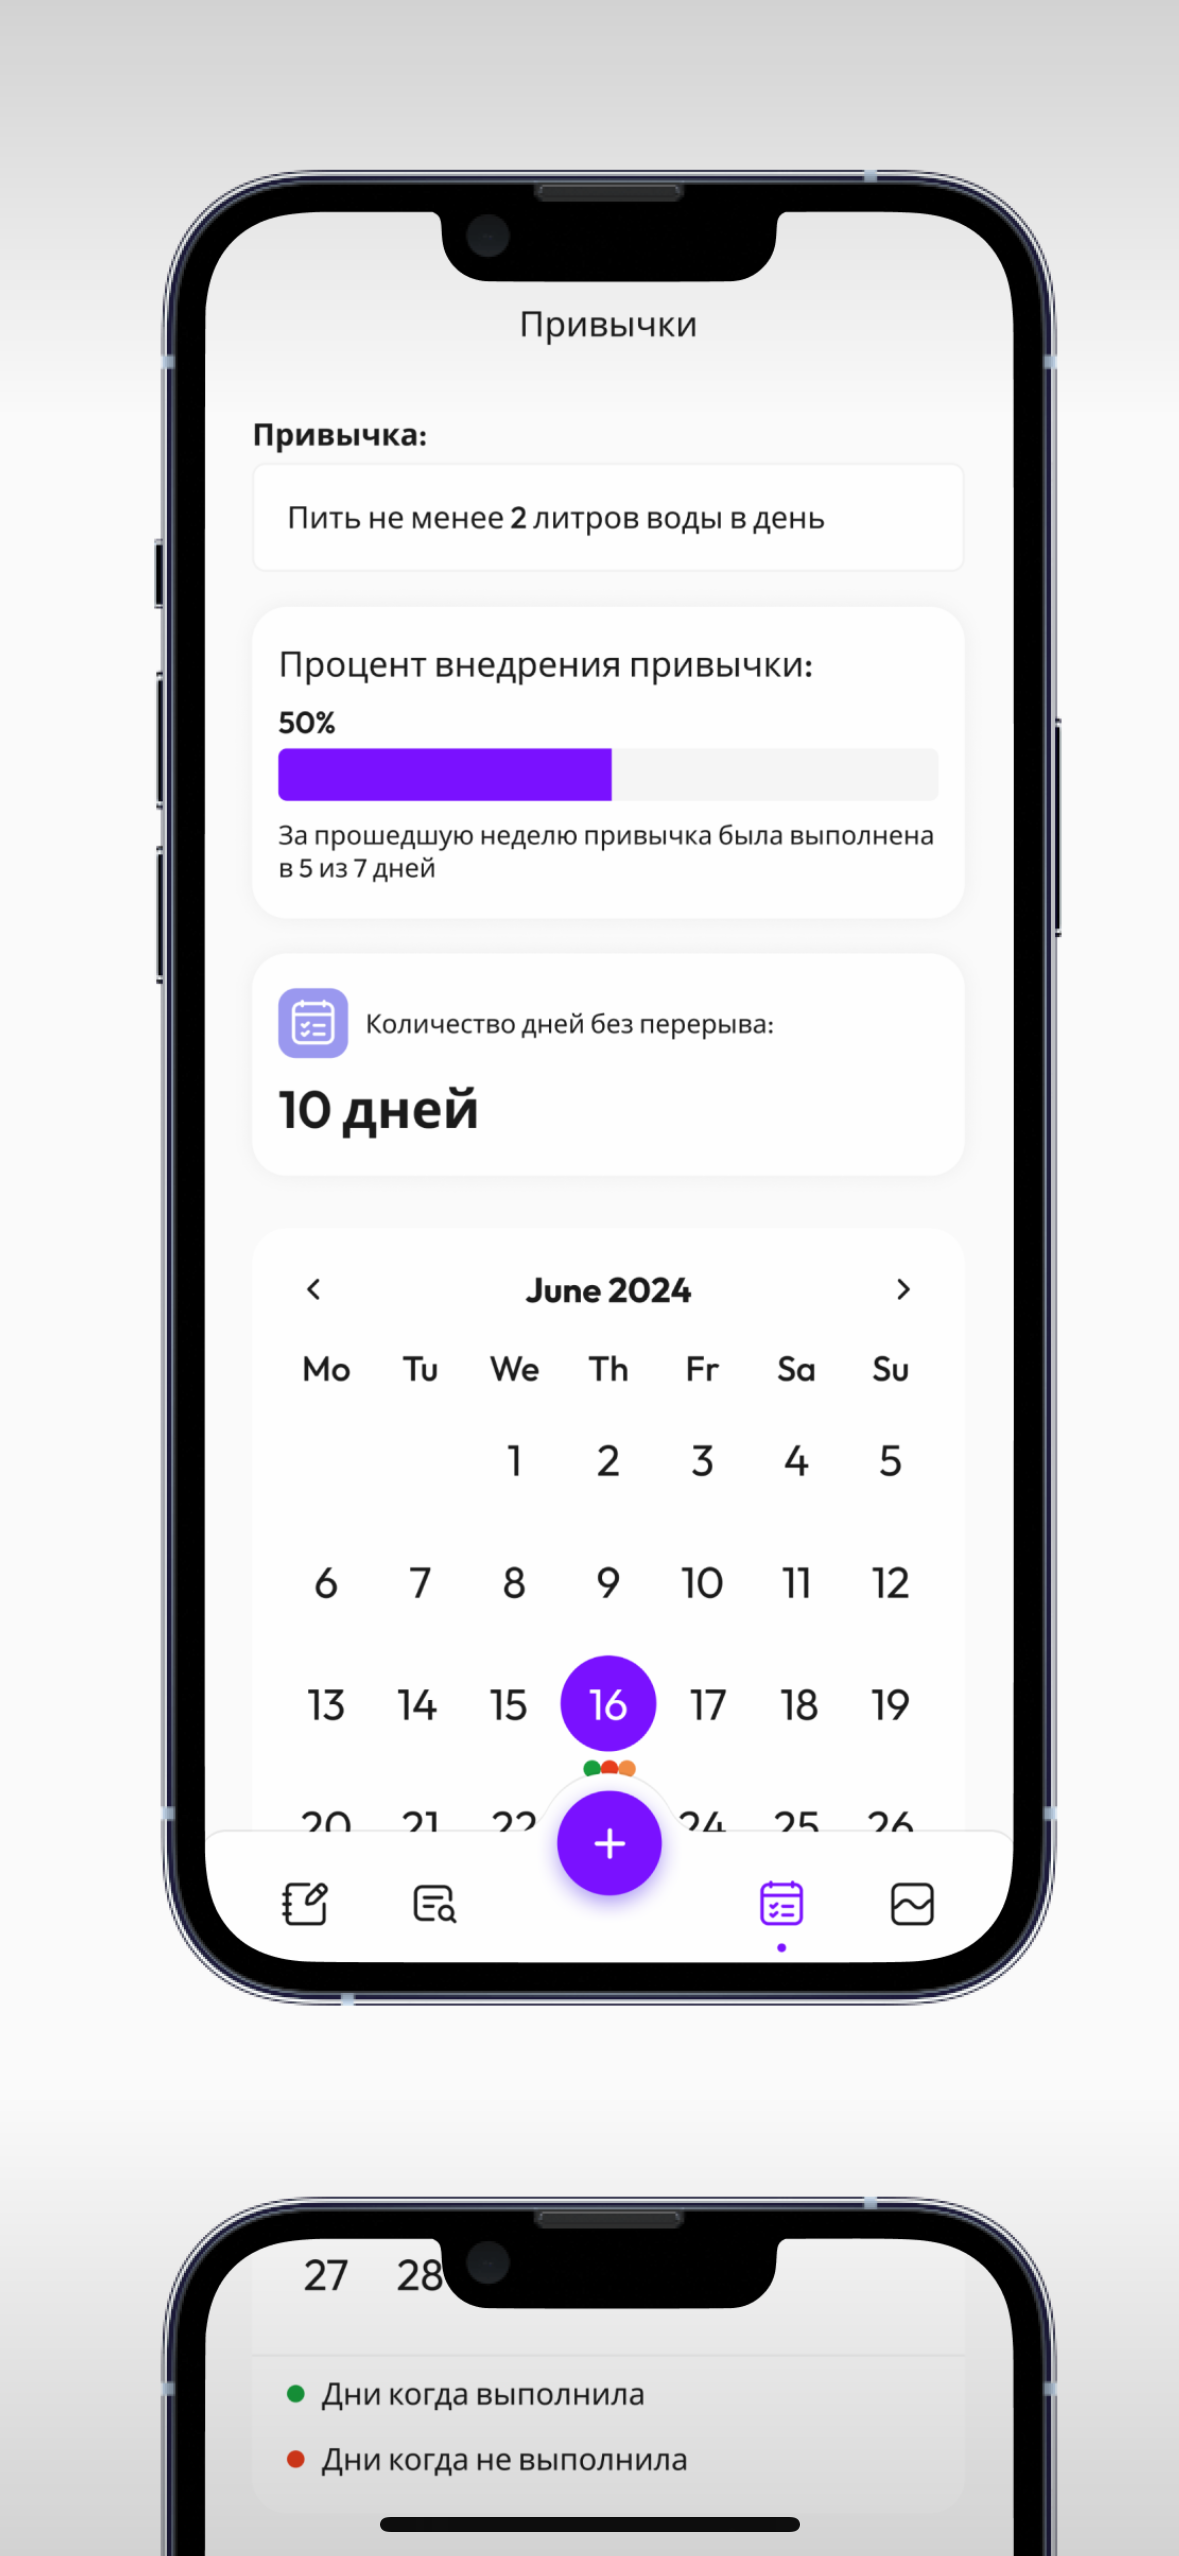 Привычки
Привычка:
Пить не менее 2 литров воды в день
Процент внедрения привычки:
50%
За прошедшую неделю привычка была выполнена
в 5 из 7 дней
Количество дней без перерыва:
10 дней
June 2024
Mo Tu We Th Fr Sa Su
1 2 3 4 5
6 7 8 9 10 11 12
13 14 15 16 17 18 19
20 21 22 24 25 26
27 28
Дни когда выполнила
Дни когда не выполнила